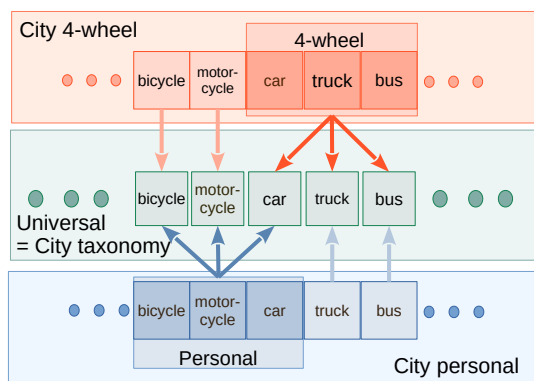 City 4-wheel
4-wheel
bicycle
motor-
cycle
car
truck
bus
bicycle
motor-
cycle
car
truck
bus
Universal
= City taxonomy
bicycle
motor-
cycle
car
truck
bus
Personal
City personal